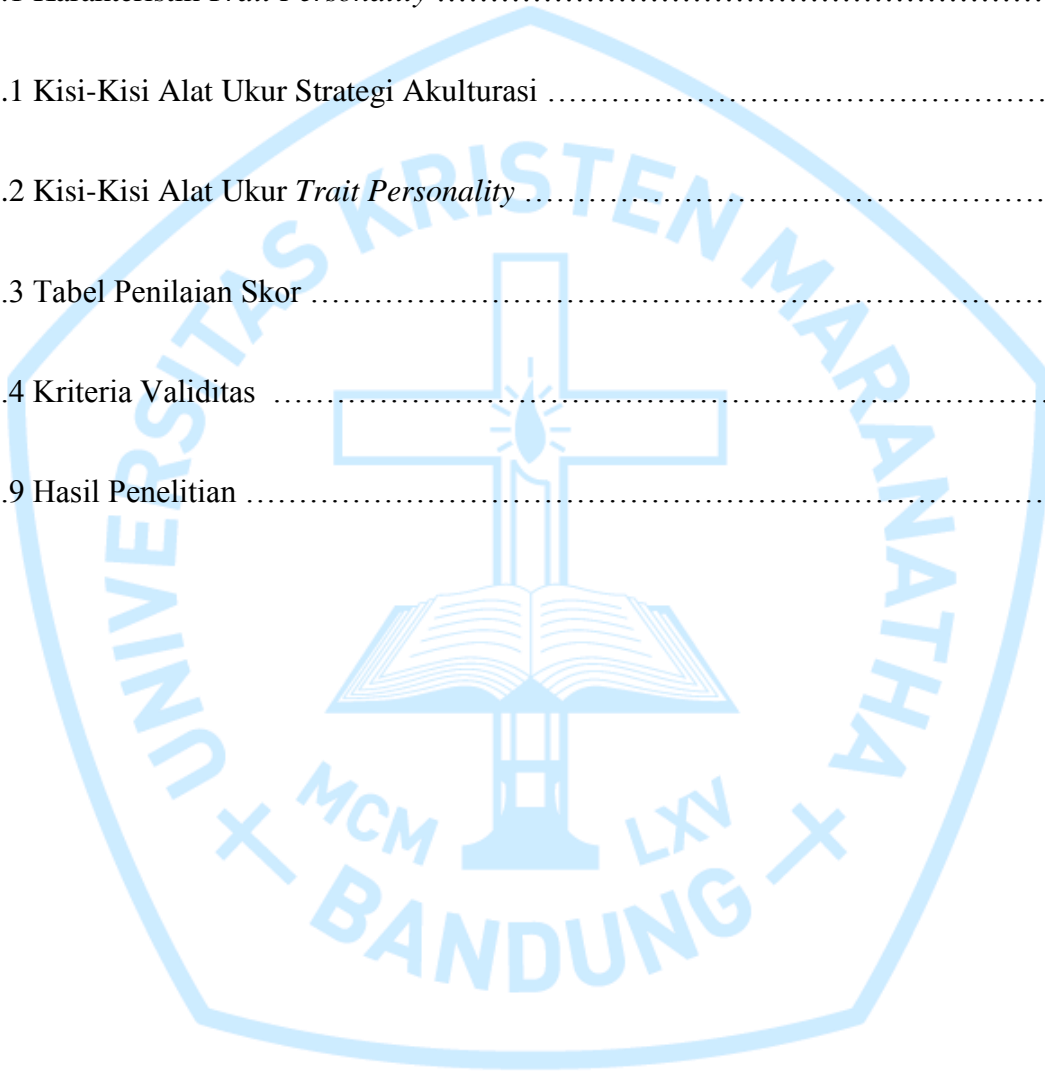 .1 Karakteristik Trait Personality ……………………………………………………
.1 Kisi-Kisi Alat Ukur Strategi Akulturasi …………………………………………
.2 Kisi-Kisi Alat Ukur Trait Personality ……………………………………………
.3 Tabel Penilaian Skor ………………………………………………………………
.4 Kriteria Validitas ……………………………………………………………………
.9 Hasil Penelitian ………………………………………………………………………
UNIVERSITAS KRISTEN MARANATHA
MCM LXV
BANDUNG